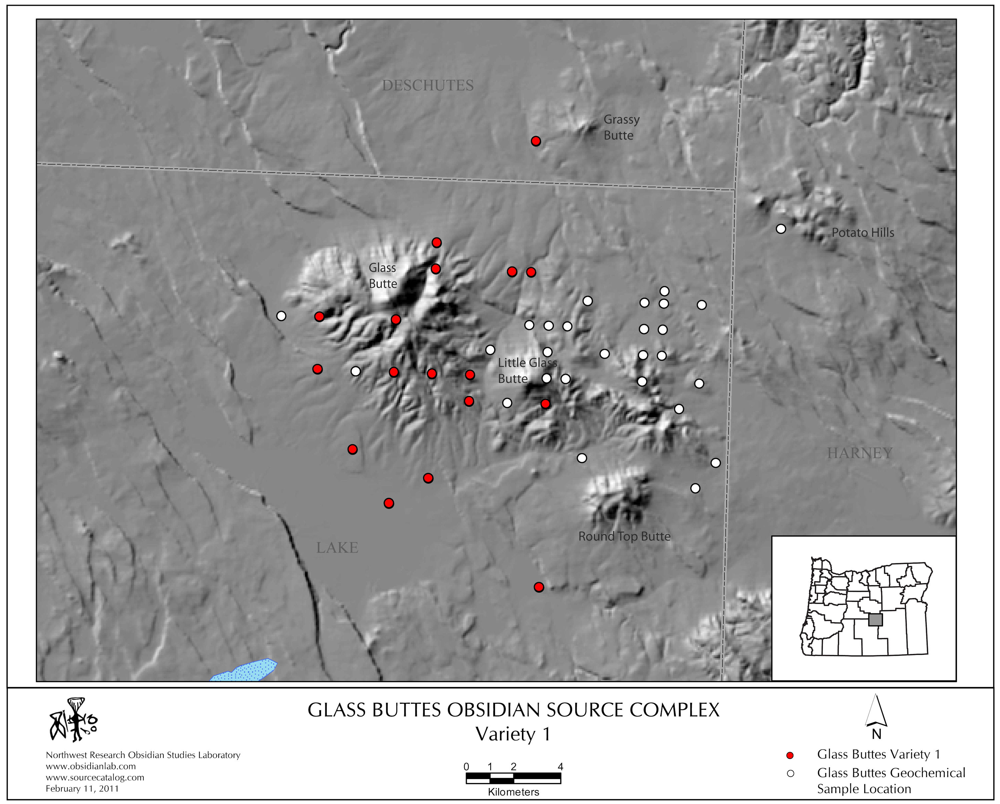 DESCHUTES
Grassy
Butte
Potato Hills
Glass
Butte
Little Glass
Butte
HARNEY
Round Top Butte
LAKE
GLASS BUTTES OBSIDIAN SOURCE COMPLEX
Variety 1
Northwest Research Obsidian Studies Laboratory
www.obsidianlab.com
www.sourcecatalog.com
February 11, 2011
0 1 2 4
Kilometers
N
Glass Buttes Variety 1
Glass Buttes Geochemical
Sample Location